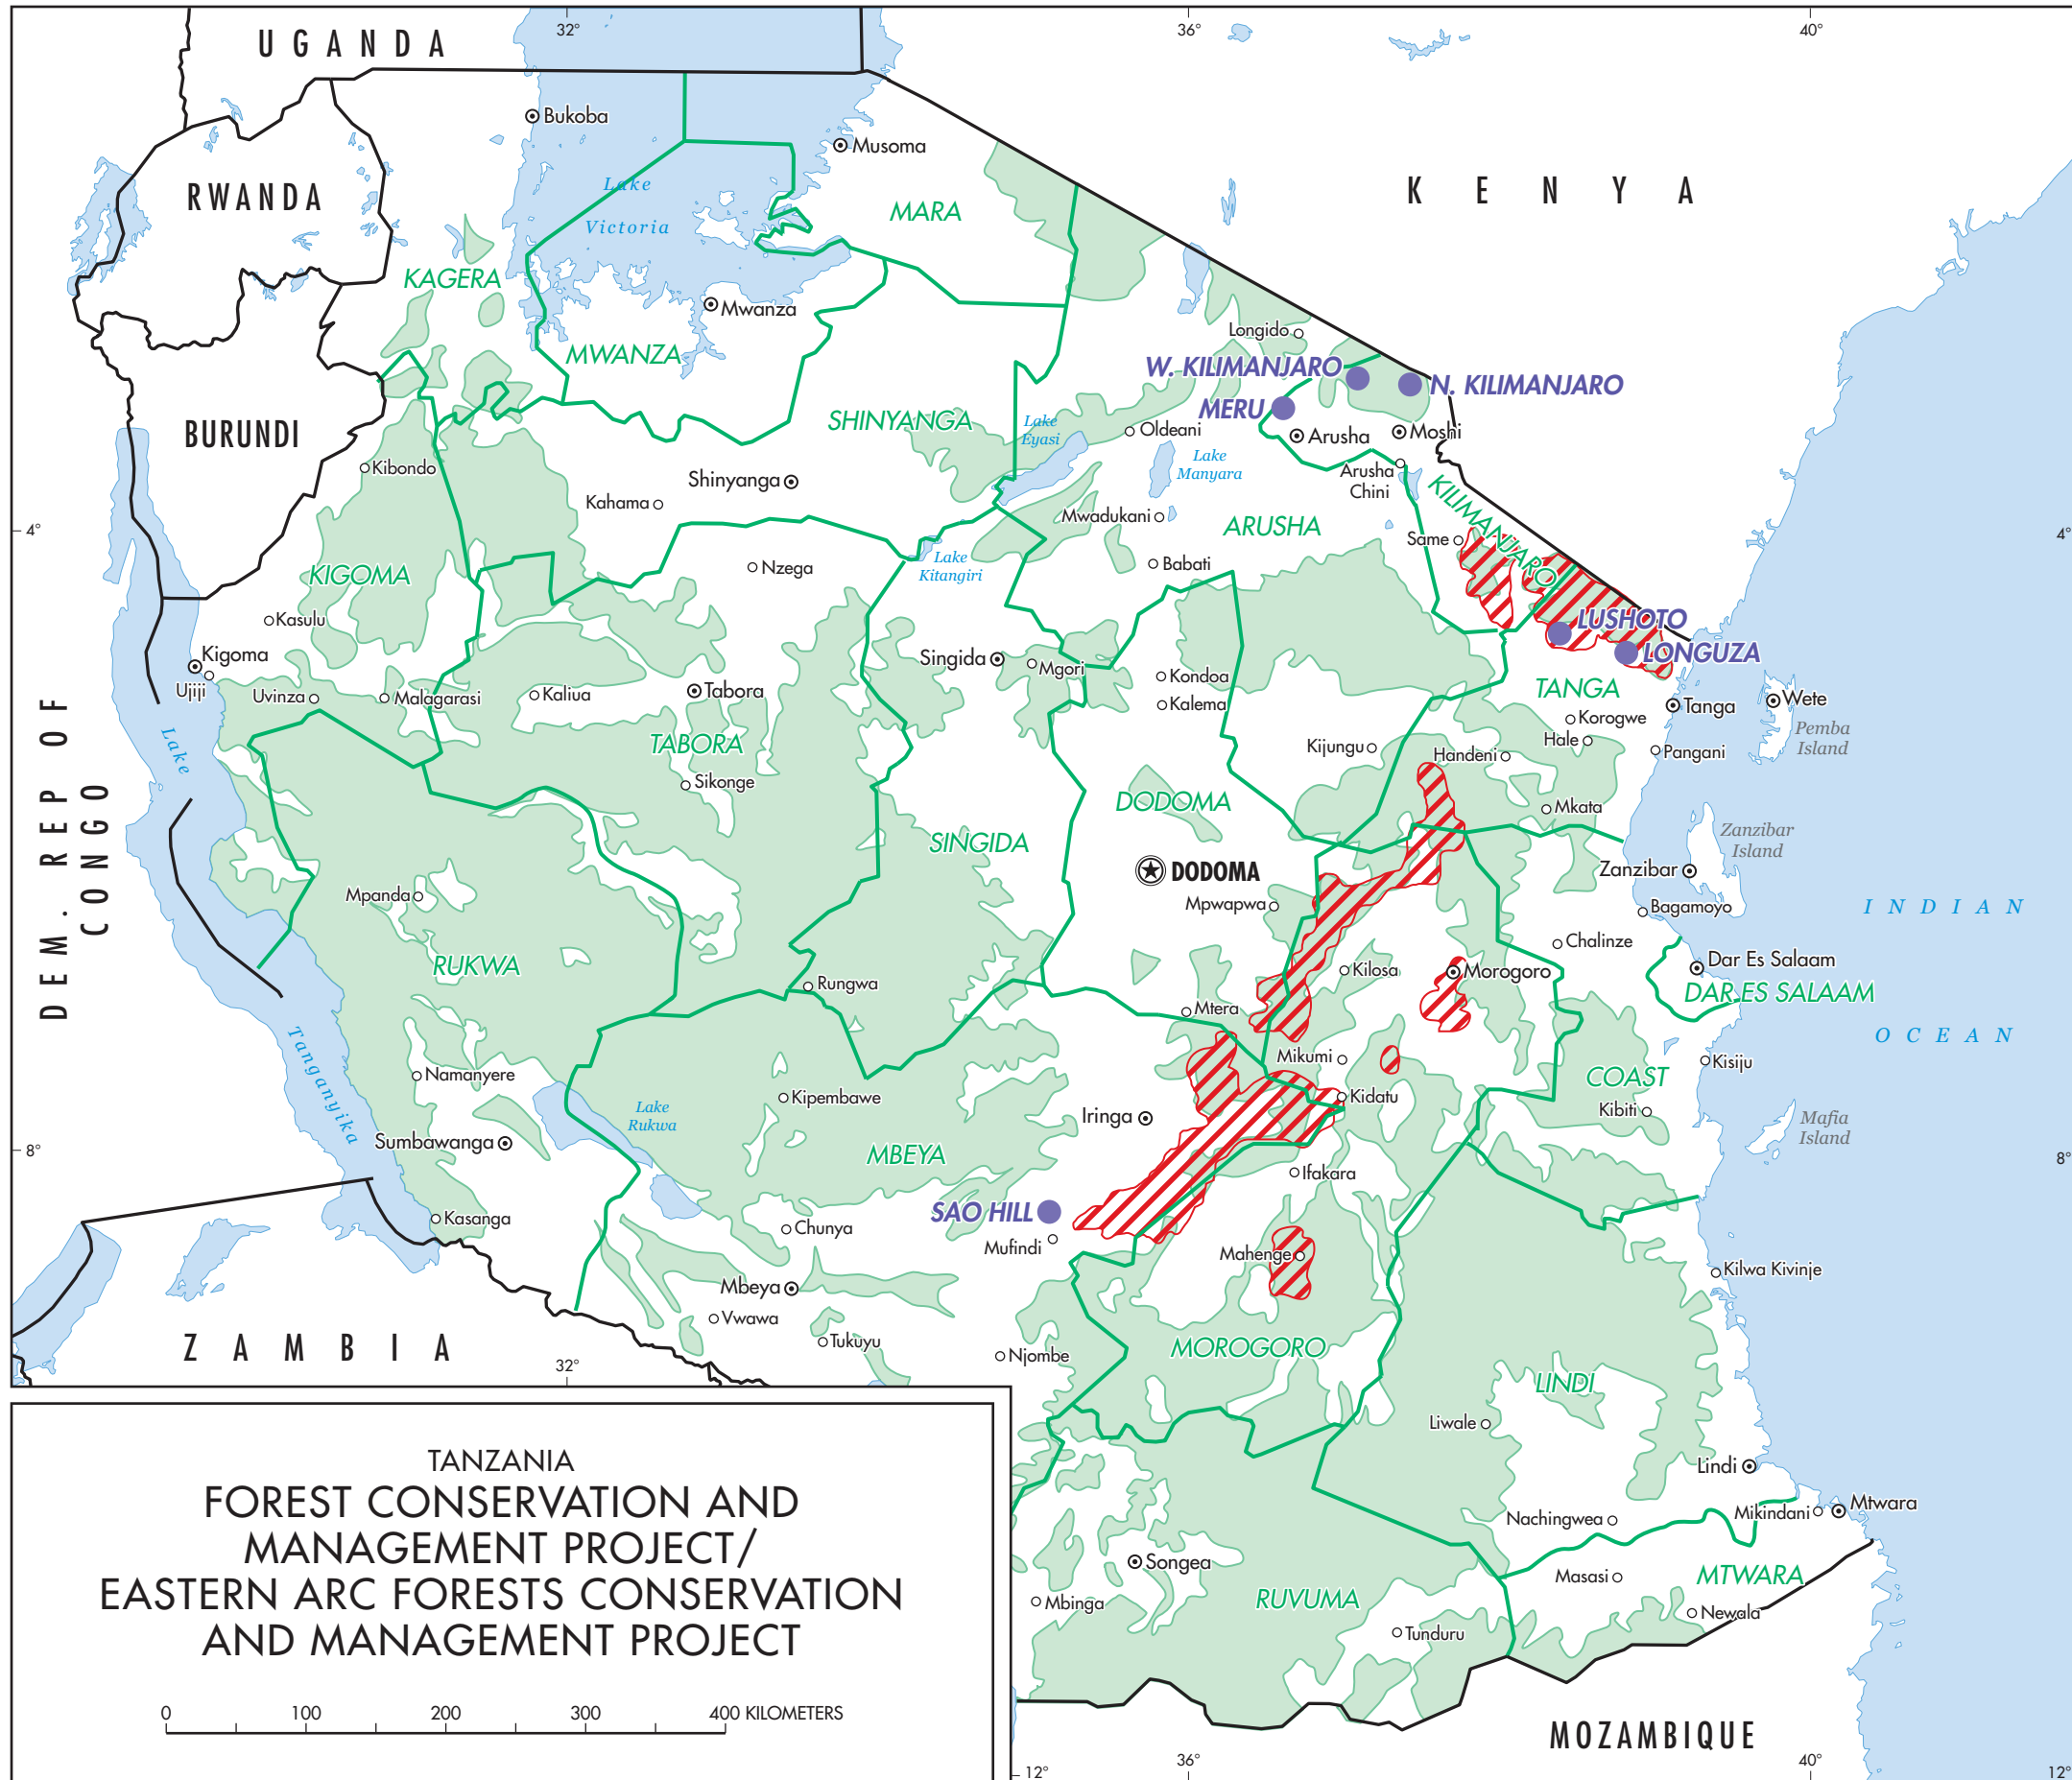 32°
36°
40°
UGANDA
Bukoba
Musoma
KENYA
RWANDA
Lake
Victoria
MARA
KAGERA
Mwanza
Longido
MWANZA
W. KILIMANJARO
N. KILIMANJARO
MERU
BURUNDI
SHINYANGA
Lake
Eyasi
Oldeani
Arusha
Moshi
Lake
Manyara
Kibondo
Arusha
Chini
Shinyanga
KILIMANJARO
Kahama
Mwadukani
ARUSHA
4°
4°
Same
Lake
Kitangiri
Nzega
Babati
KIGOMA
Kasulu
LUSHOTO
Kigoma
LONGUZA
Singida
Mgori
Kondoa
Ujiji
Uvinza
Malagarasi
Kaliua
Tabora
TANGA
Kalema
Tanga
Wete
Korogwe
Pemba
Island
Lake
TABORA
Kijungu
Handeni
Hale
Pangani
Sikonge
DODOMA
Mkata
DEM. REP OF
CONGO
SINGIDA
Zanzibar
Island
DODOMA
Zanzibar
Mpanda
Mpwapwa
Bagamoyo
INDIAN
Chalinze
RUKWA
Kilosa
Morogoro
Dar Es Salaam
Rungwa
DAR ES SALAAM
Mtera
OCEAN
Tanganyika
Mikumi
Kisiju
Namanyere
COAST
Kipembawe
Kidatu
Lake
Rukwa
Iringa
Kibiti
Mafia
Island
Sumbawanga
8°
8°
MBEYA
Ifakara
SAO HILL
Kasanga
Chunya
Mufindi
Mahenge
Kilwa Kivinje
Mbeya
Vwawa
ZAMBIA
Tukuyu
MOROGORO
Njombe
32°
LINDI
Liwale
TANZANIA
FOREST CONSERVATION AND
MANAGEMENT PROJECT/
EASTERN ARC FORESTS CONSERVATION
AND MANAGEMENT PROJECT
Lindi
Mtwara
Mikindani
Nachingwea
Songea
Masasi
MTWARA
Mbinga
RUVUMA
Newala
Tunduru
0 100 200 300 400 KILOMETERS
MOZAMBIQUE
36°
40°
12°
12°